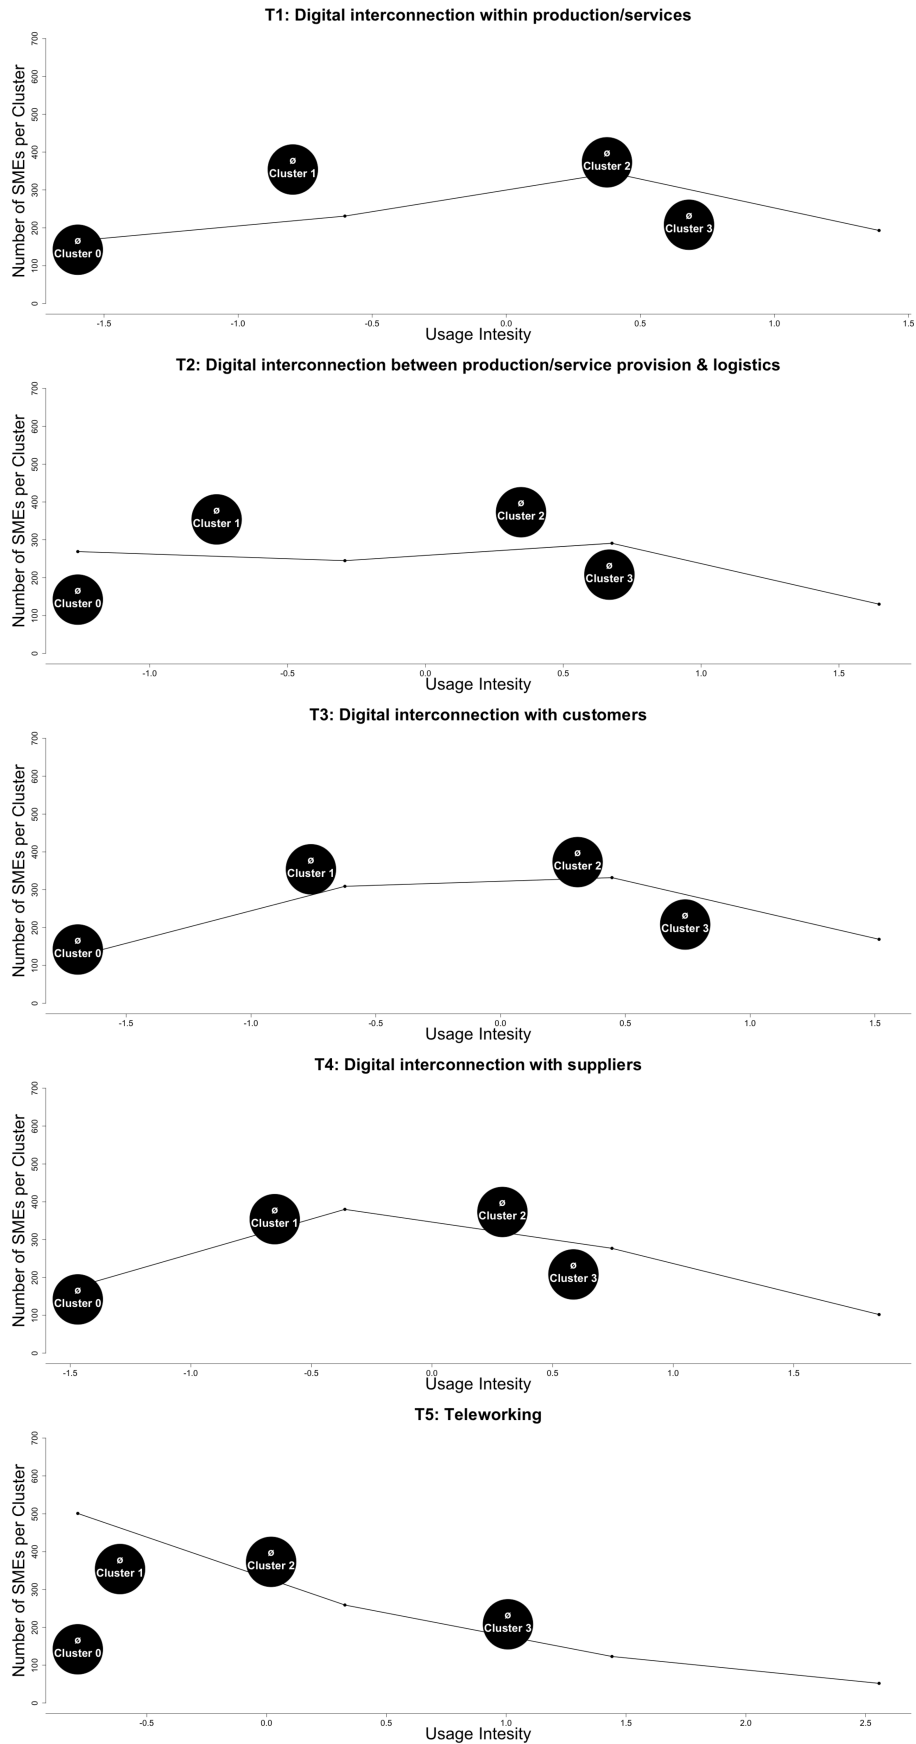 T1: Digital interconnection within production/services
Number of SMEs per Cluster
700
600
500
400
300
200
100
0
ø
Cluster 0
ø
Cluster 1
ø
Cluster 2
ø
Cluster 3
-1.5
-1.0
-0.5
0.0
0.5
1.0
1.5
Usage Intesity
T2: Digital interconnection between production/service provision & logistics
Number of SMEs per Cluster
700
600
500
400
300
200
100
0
ø
Cluster 0
ø
Cluster 1
ø
Cluster 2
ø
Cluster 3
-1.0
-0.5
0.0
0.5
1.0
1.5
Usage Intesity
T3: Digital interconnection with customers
Number of SMEs per Cluster
700
600
500
400
300
200
100
0
ø
Cluster 0
ø
Cluster 1
ø
Cluster 2
ø
Cluster 3
-1.5
-1.0
-0.5
0.0
0.5
1.0
1.5
Usage Intesity
T4: Digital interconnection with suppliers
Number of SMEs per Cluster
700
600
500
400
300
200
100
0
ø
Cluster 0
ø
Cluster 1
ø
Cluster 2
ø
Cluster 3
-1.5
-1.0
-0.5
0.0
0.5
1.0
1.5
Usage Intesity
T5: Teleworking
Number of SMEs per Cluster
700
600
500
400
300
200
100
0
ø
Cluster 0
ø
Cluster 1
ø
Cluster 2
ø
Cluster 3
-0.5
0.0
0.5
1.0
1.5
2.0
2.5
Usage Intesity